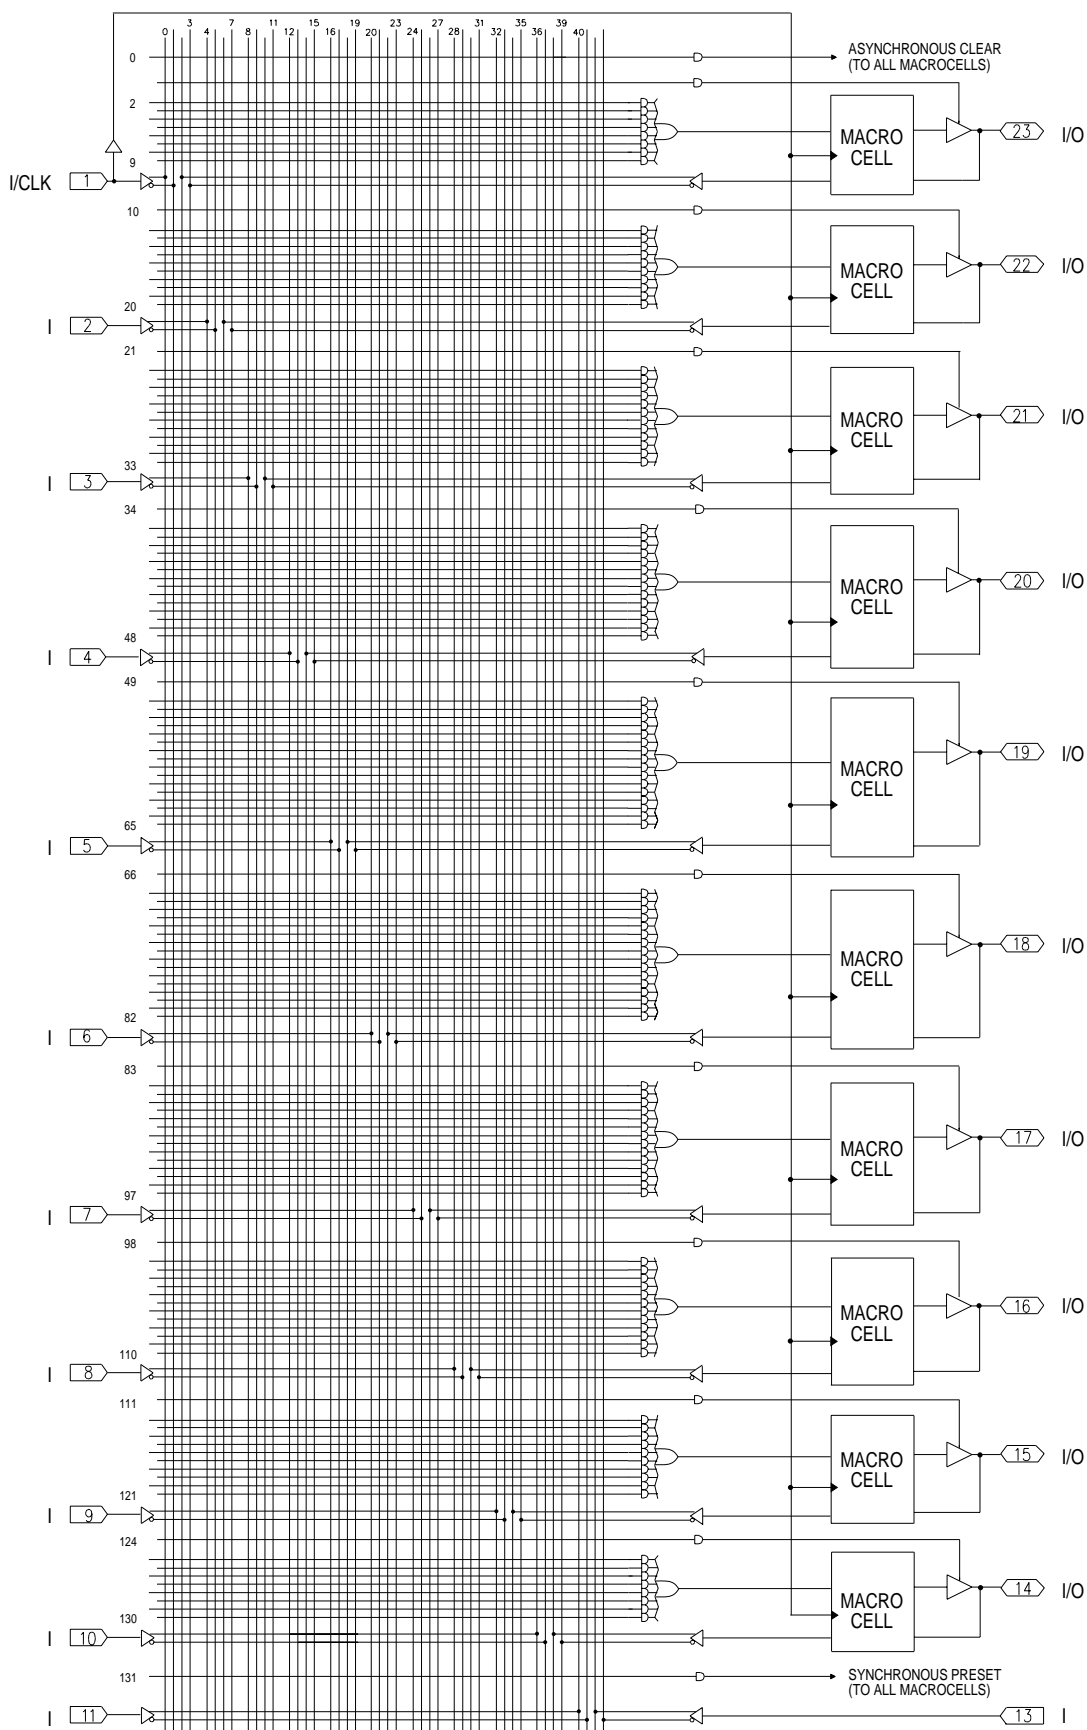 3 7 11 15 19 23 27 31 35 39
0 4 8 12 16 20 24 28 32 36 40
0
ASYNCHRONOUS CLEAR
(TO ALL MACROCELLS)
2
MACRO
CELL
23 I/O
9
I/CLK 1
10
MACRO
CELL
22 I/O
20
I 2
21
MACRO
CELL
21 I/O
33
I 3
34
MACRO
CELL
20 I/O
48
I 4
49
MACRO
CELL
19 I/O
65
I 5
66
MACRO
CELL
18 I/O
82
I 6
83
MACRO
CELL
17 I/O
97
I 7
98
MACRO
CELL
16 I/O
110
I 8
111
MACRO
CELL
15 I/O
121
I 9
124
MACRO
CELL
14 I/O
130
I 10
131
SYNCHRONOUS PRESET
(TO ALL MACROCELLS)
I 11
13 I